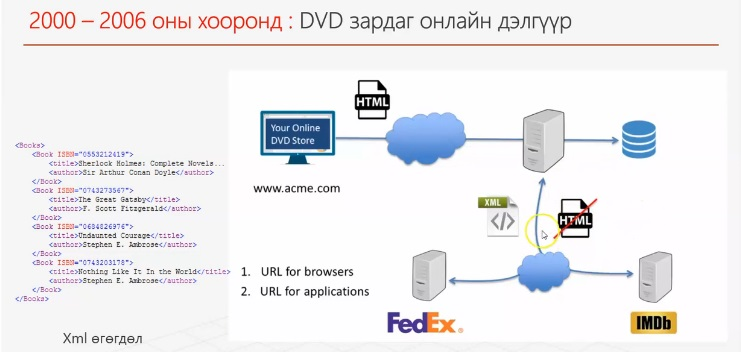 2000 – 2006 оны хооронд : DVD зардаг онлайн дэлгүүр
HTML
Your Online
DVD Store
www.acme.com
<Books>
<Book ISBN="0553212419">
<title>Sherlock Holmes: Complete Novels...
<author>Sir Arthur Conan Doyle</author>
</Book>
<Book ISBN="0743273567">
<title>The Great Gatsby</title>
<author>F. Scott Fitzgerald</author>
</Book>
<Book ISBN="0684826976">
<title>Undaunted Courage</title>
<author>Stephen E. Ambrose</author>
</Book>
<Book ISBN="0743203178">
<title>Nothing Like It In the World</title>
<author>Stephen E. Ambrose</author>
</Book>
</Books>
XML
</>
HTML
1. URL for browsers
2. URL for applications
FedEx®
IMDb
Xml өгөгдөл